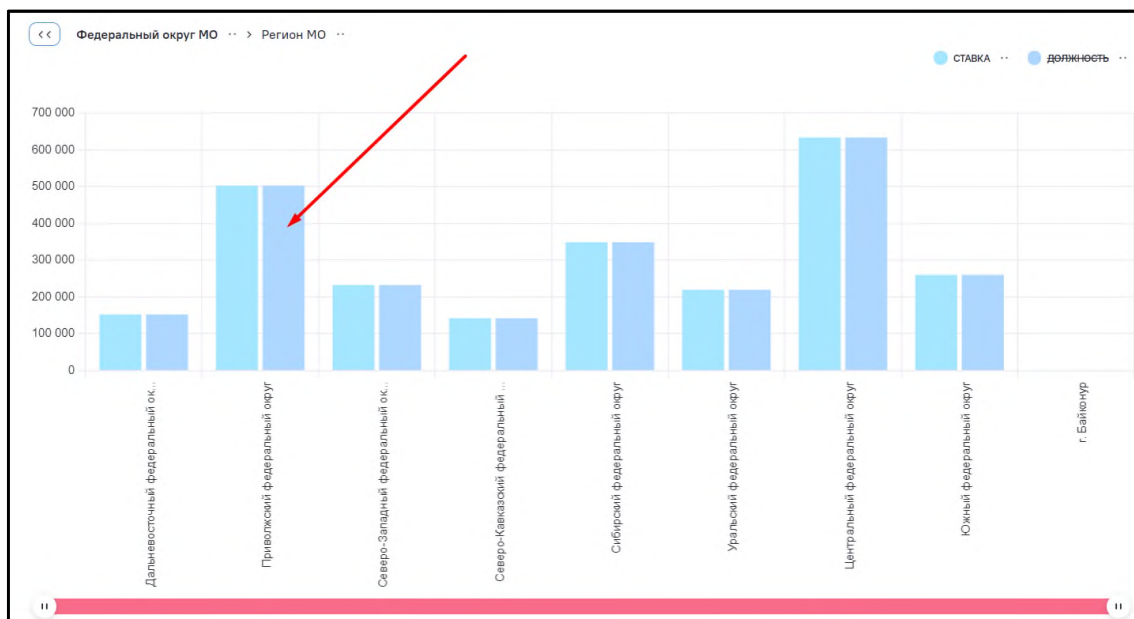 << Федеральный округ МО ·· > Регион МО ··
СТАВКА ·· ДОЛЖНОСТЬ ··
700 000
600 000
500 000
400 000
300 000
200 000
100 000
0
Дальневосточный федеральный ок...
Приволжский федеральный округ
Северо-Западный федеральный ок...
Северо-Кавказский федеральный ...
Сибирский федеральный округ
Уральский федеральный округ
Центральный федеральный округ
Южный федеральный округ
г. Байконур